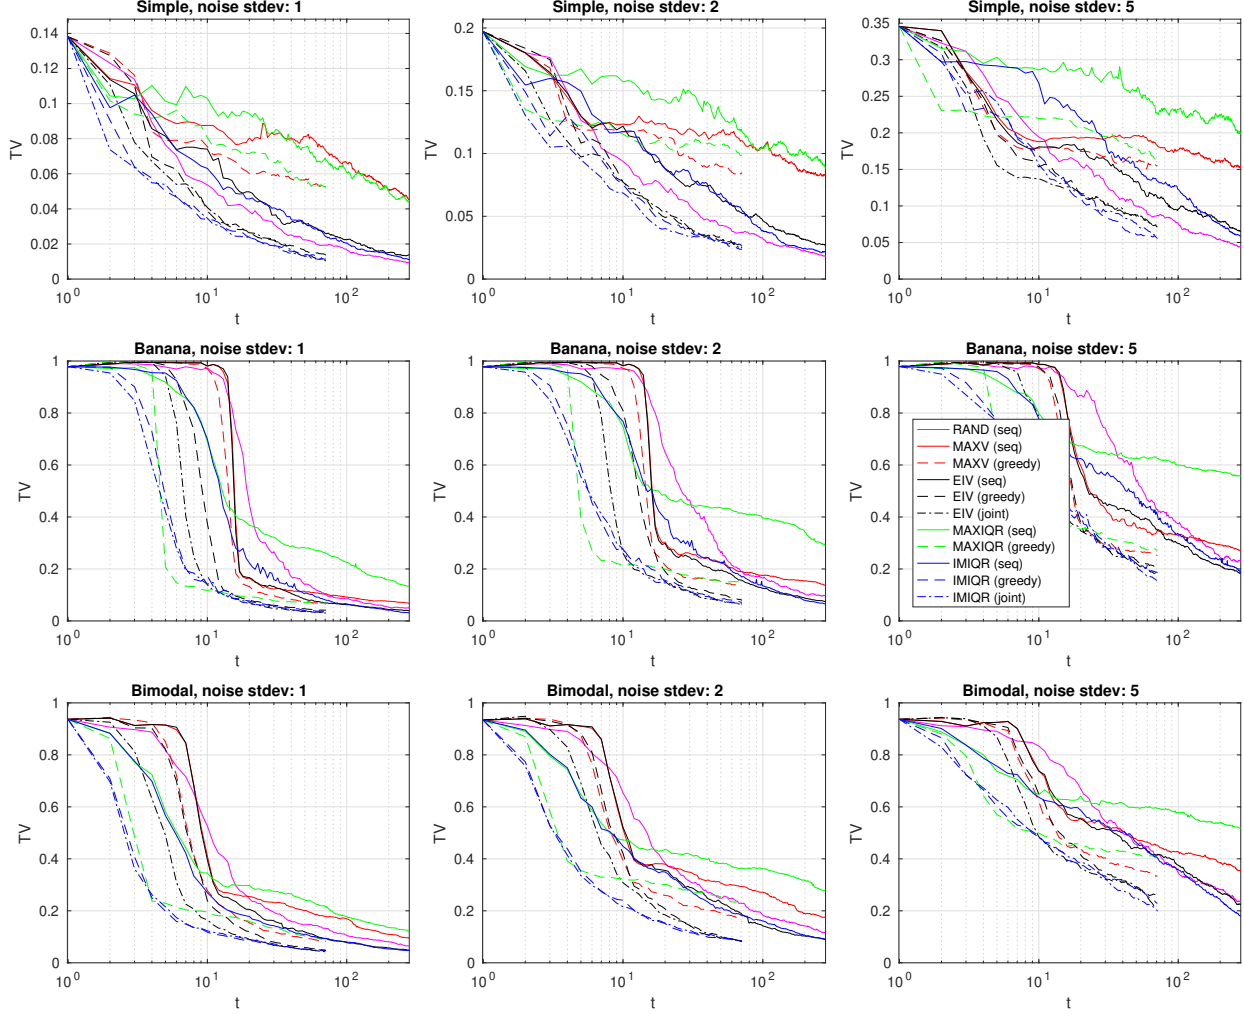 Simple, noise stdev: 1
Simple, noise stdev: 2
Simple, noise stdev: 5
TV
0.14
0.12
0.1
0.08
0.06
0.04
0.02
0
10^0
10^1
10^2
t
TV
0.2
0.15
0.1
0.05
0
10^0
10^1
10^2
t
TV
0.35
0.3
0.25
0.2
0.15
0.1
0.05
0
10^0
10^1
10^2
t
Banana, noise stdev: 1
Banana, noise stdev: 2
Banana, noise stdev: 5
TV
1
0.8
0.6
0.4
0.2
0
10^0
10^1
10^2
t
TV
1
0.8
0.6
0.4
0.2
0
10^0
10^1
10^2
t
TV
1
0.8
0.6
0.4
0.2
0
10^0
10^1
10^2
t
RAND (seq)
MAXV (seq)
MAXV (greedy)
EIV (seq)
EIV (greedy)
EIV (joint)
MAXIQR (seq)
MAXIQR (greedy)
IMIQR (seq)
IMIQR (greedy)
IMIQR (joint)
Bimodal, noise stdev: 1
Bimodal, noise stdev: 2
Bimodal, noise stdev: 5
TV
1
0.8
0.6
0.4
0.2
0
10^0
10^1
10^2
t
TV
1
0.8
0.6
0.4
0.2
0
10^0
10^1
10^2
t
TV
1
0.8
0.6
0.4
0.2
0
10^0
10^1
10^2
t